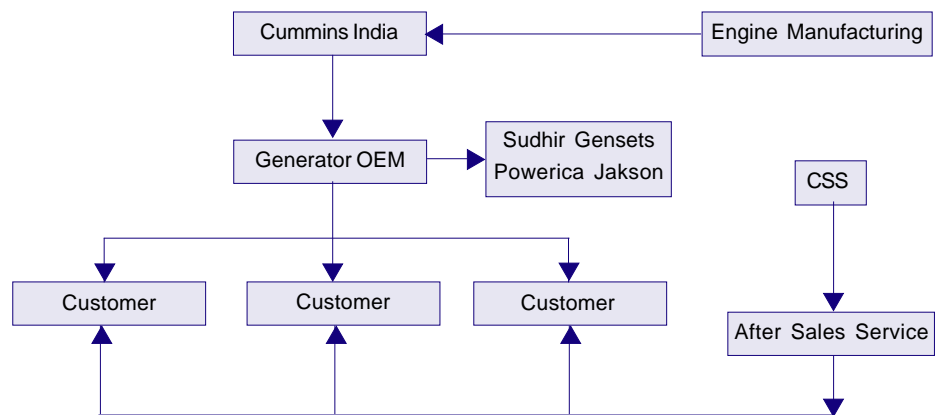 Cummins India
Engine Manufacturing
Generator OEM
Sudhir Gensets
Powerica Jakson
CSS
Customer
Customer
Customer
After Sales Service